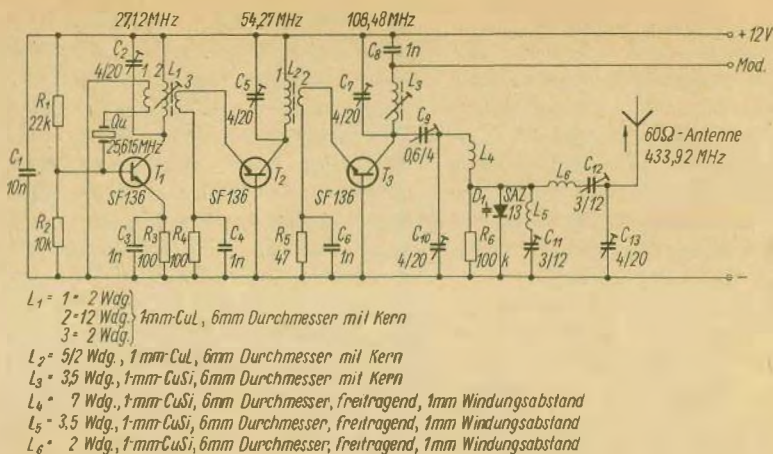 27,12MHz 54,27MHz 108,48MHz
+12V
Mod.
C8 1n
C2 4/20
1 2 L1 3
C5 4/20
1 L2 2
C7 4/20
L3
C9 0,6/4
60Ω-Antenne
433,92 MHz
R1 22k
Qu
25,615MHz
C1 10n
T1
SF136
T2
SF136
T3
SF136
L4
D1 SAZ 13
L6 C12 3/12
L5
R2 10k
C3 1n
R3 100
R4 100
C4 1n
R5 47
C6 1n
C10 4/20
R6 100k
C11 3/12
C13 4/20
−
L1 = 1 = 2 Wdg.
2 = 12 Wdg. } 1mm-CuL, 6mm Durchmesser mit Kern
3 = 2 Wdg.
L2 = 5/2 Wdg., 1mm-CuL, 6mm Durchmesser mit Kern
L3 = 3,5 Wdg., 1-mm-CuSi, 6mm Durchmesser mit Kern
L4 = 7 Wdg., 1-mm-CuSi, 6mm Durchmesser, freitragend, 1mm Windungsabstand
L5 = 3,5 Wdg., 1-mm-CuSi, 6mm Durchmesser, freitragend, 1mm Windungsabstand
L6 = 2 Wdg., 1-mm-CuSi, 6mm Durchmesser, freitragend, 1mm Windungsabstand